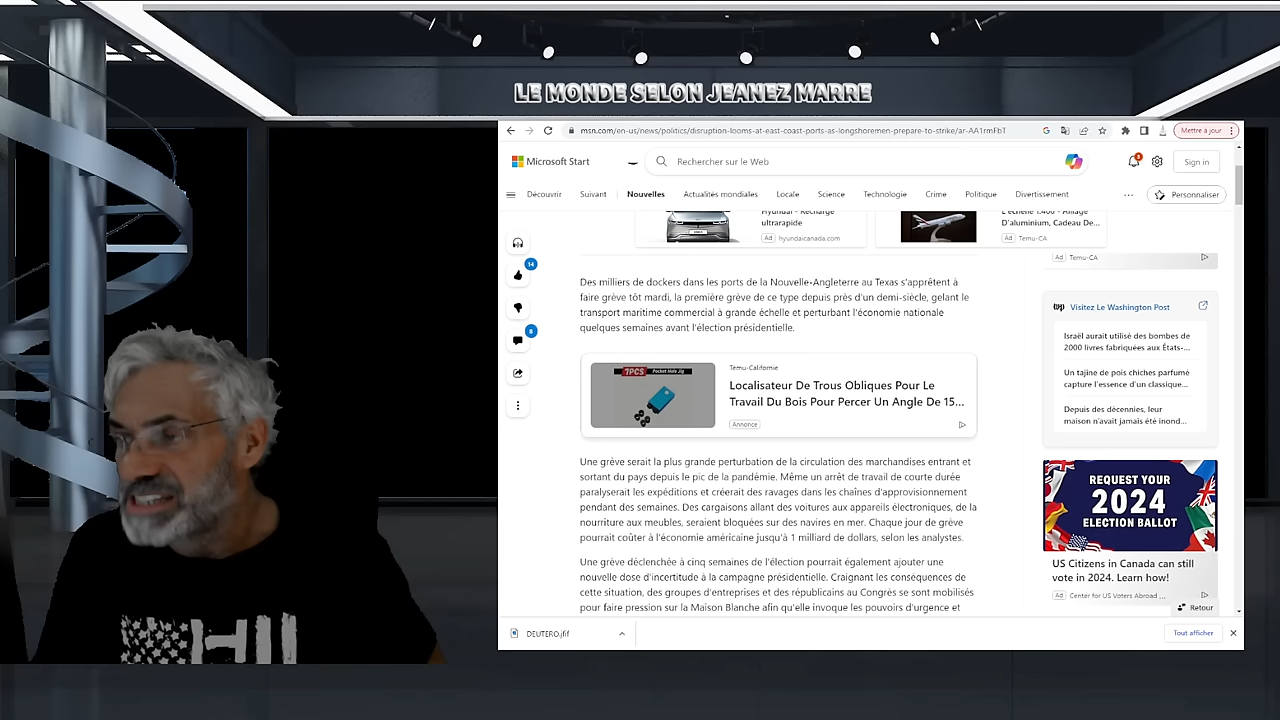 LE MONDE SELON JEANEZ MARRE
msn.com/en-us/news/politics/disruption-looms-at-east-coast-ports-as-longshoremen-prepare-to-strike/ar-AA1rmFbT
Mettre à jour
Microsoft Start
Rechercher sur le Web
3
Sign in
Découvrir
Suivant
Nouvelles
Actualités mondiales
Locale
Science
Technologie
Crime
Politique
Divertissement
Personnaliser
Hyundai - Recharge
ultrarapide
Ad hyundaicanada.com
L'échelle 1:400 - Alliage
D'aluminium, Cadeau De...
Ad Temu-CA
Ad Temu-CA
14
8
Des milliers de dockers dans les ports de la Nouvelle-Angleterre au Texas s'apprêtent à
faire grève tôt mardi, la première grève de ce type depuis près d'un demi-siècle, gelant le
transport maritime commercial à grande échelle et perturbant l'économie nationale
quelques semaines avant l'élection présidentielle.
7PCS Pocket Hole Jig
Temu-Californie
Localisateur De Trous Obliques Pour Le
Travail Du Bois Pour Percer Un Angle De 15...
Annonce
Une grève serait la plus grande perturbation de la circulation des marchandises entrant et
sortant du pays depuis le pic de la pandémie. Même un arrêt de travail de courte durée
paralyserait les expéditions et créerait des ravages dans les chaînes d'approvisionnement
pendant des semaines. Des cargaisons allant des voitures aux appareils électroniques, de la
nourriture aux meubles, seraient bloquées sur des navires en mer. Chaque jour de grève
pourrait coûter à l'économie américaine jusqu'à 1 milliard de dollars, selon les analystes.
Une grève déclenchée à cinq semaines de l'élection pourrait également ajouter une
nouvelle dose d'incertitude à la campagne présidentielle. Craignant les conséquences de
cette situation, des groupes d'entreprises et des républicains au Congrès se sont mobilisés
pour faire pression sur la Maison Blanche afin qu'elle invoque les pouvoirs d'urgence et
wp Visitez Le Washington Post
Israël aurait utilisé des bombes de
2000 livres fabriquées aux États-...
Un tajine de pois chiches parfumé
capture l'essence d'un classique...
Depuis des décennies, leur
maison n'avait jamais été inond...
REQUEST YOUR
2024
ELECTION BALLOT
US Citizens in Canada can still
vote in 2024. Learn how!
Ad Center for US Voters Abroad ...
Retour
DEUTERO.jfif
Tout afficher